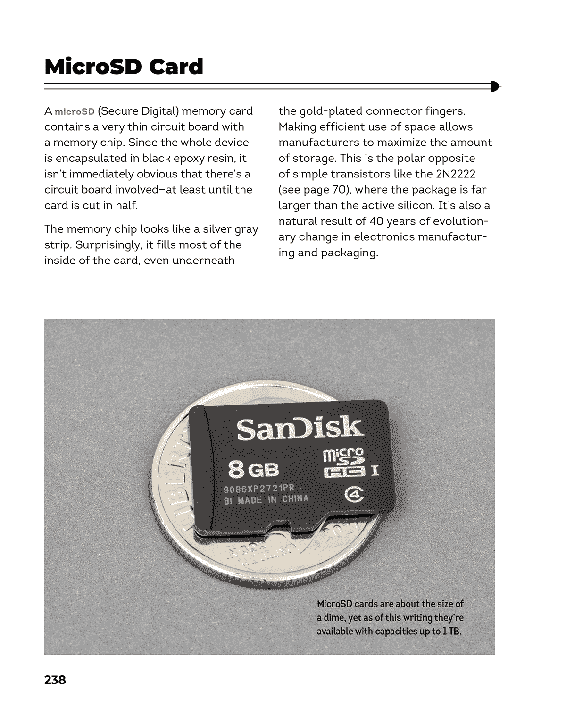 MicroSD Card
A microSD (Secure Digital) memory card
contains a very thin circuit board with
a memory chip. Since the whole device
is encapsulated in black epoxy resin, it
isn't immediately obvious that there's a
circuit board involved—at least until the
card is cut in half.
The memory chip looks like a silver gray
strip. Surprisingly, it fills most of the
inside of the card, even underneath
the gold-plated connector fingers.
Making efficient use of space allows
manufacturers to maximize the amount
of storage. This is the polar opposite
of simple transistors like the 2N2222
(see page 70), where the package is far
larger than the active silicon. It's also a
natural result of 40 years of evolution-
ary change in electronics manufactur-
ing and packaging.
SanDisk
8GB
micro
SD
HC I
9086XP2721PR
BI MADE IN CHINA
4
MicroSD cards are about the size of
a dime, yet as of this writing they're
available with capacities up to 1 TB.
238